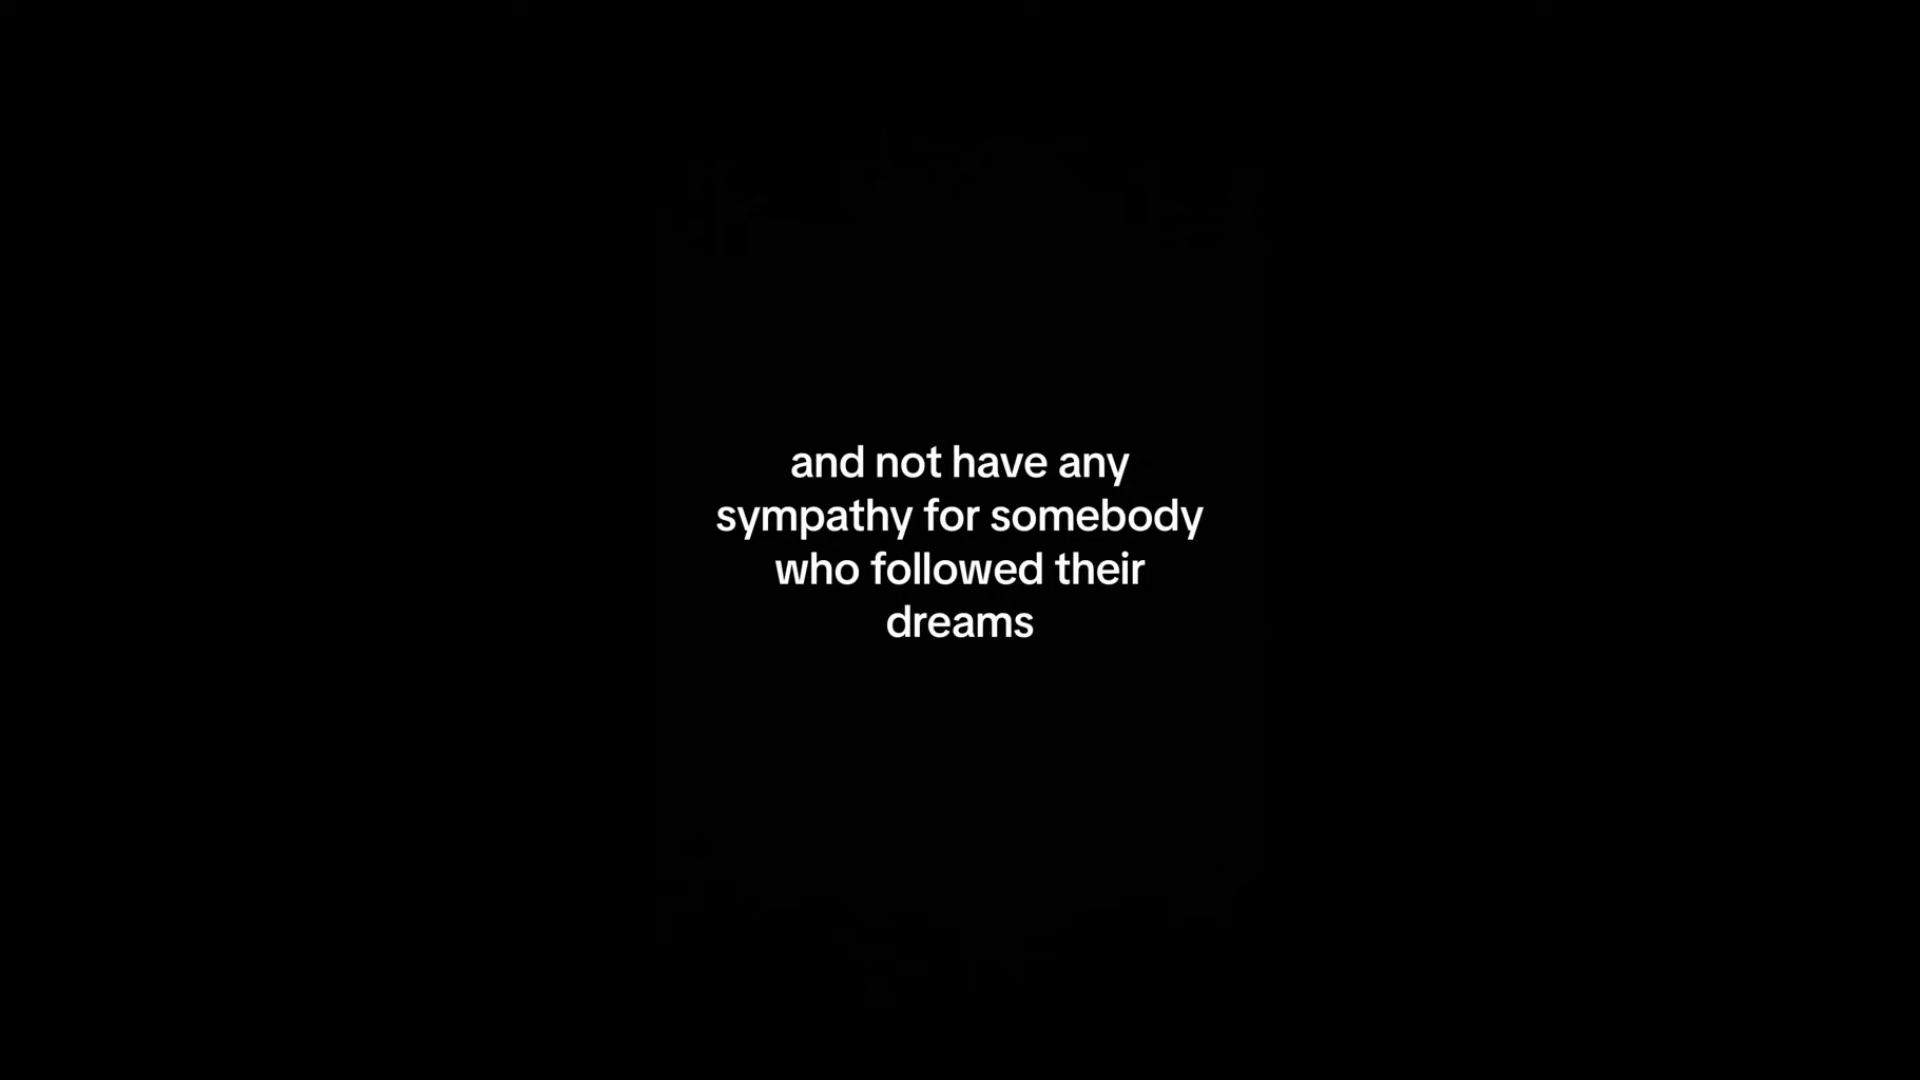 and not have any
sympathy for somebody
who followed their
dreams